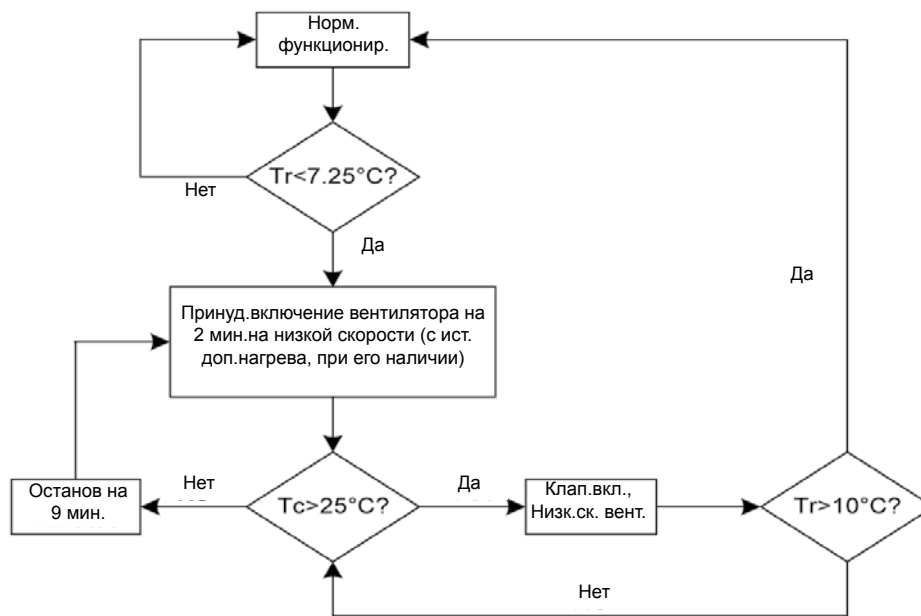 Норм.
функционир.
Tr<7.25°C?
Нет
Да
Да
Принуд.включение вентилятора на
2 мин.на низкой скорости (с ист.
доп.нагрева, при его наличии)
Останов на
9 мин.
Нет
Tc>25°C?
Да
Клап.вкл.,
Низк.ск. вент.
Tr>10°C?
Нет